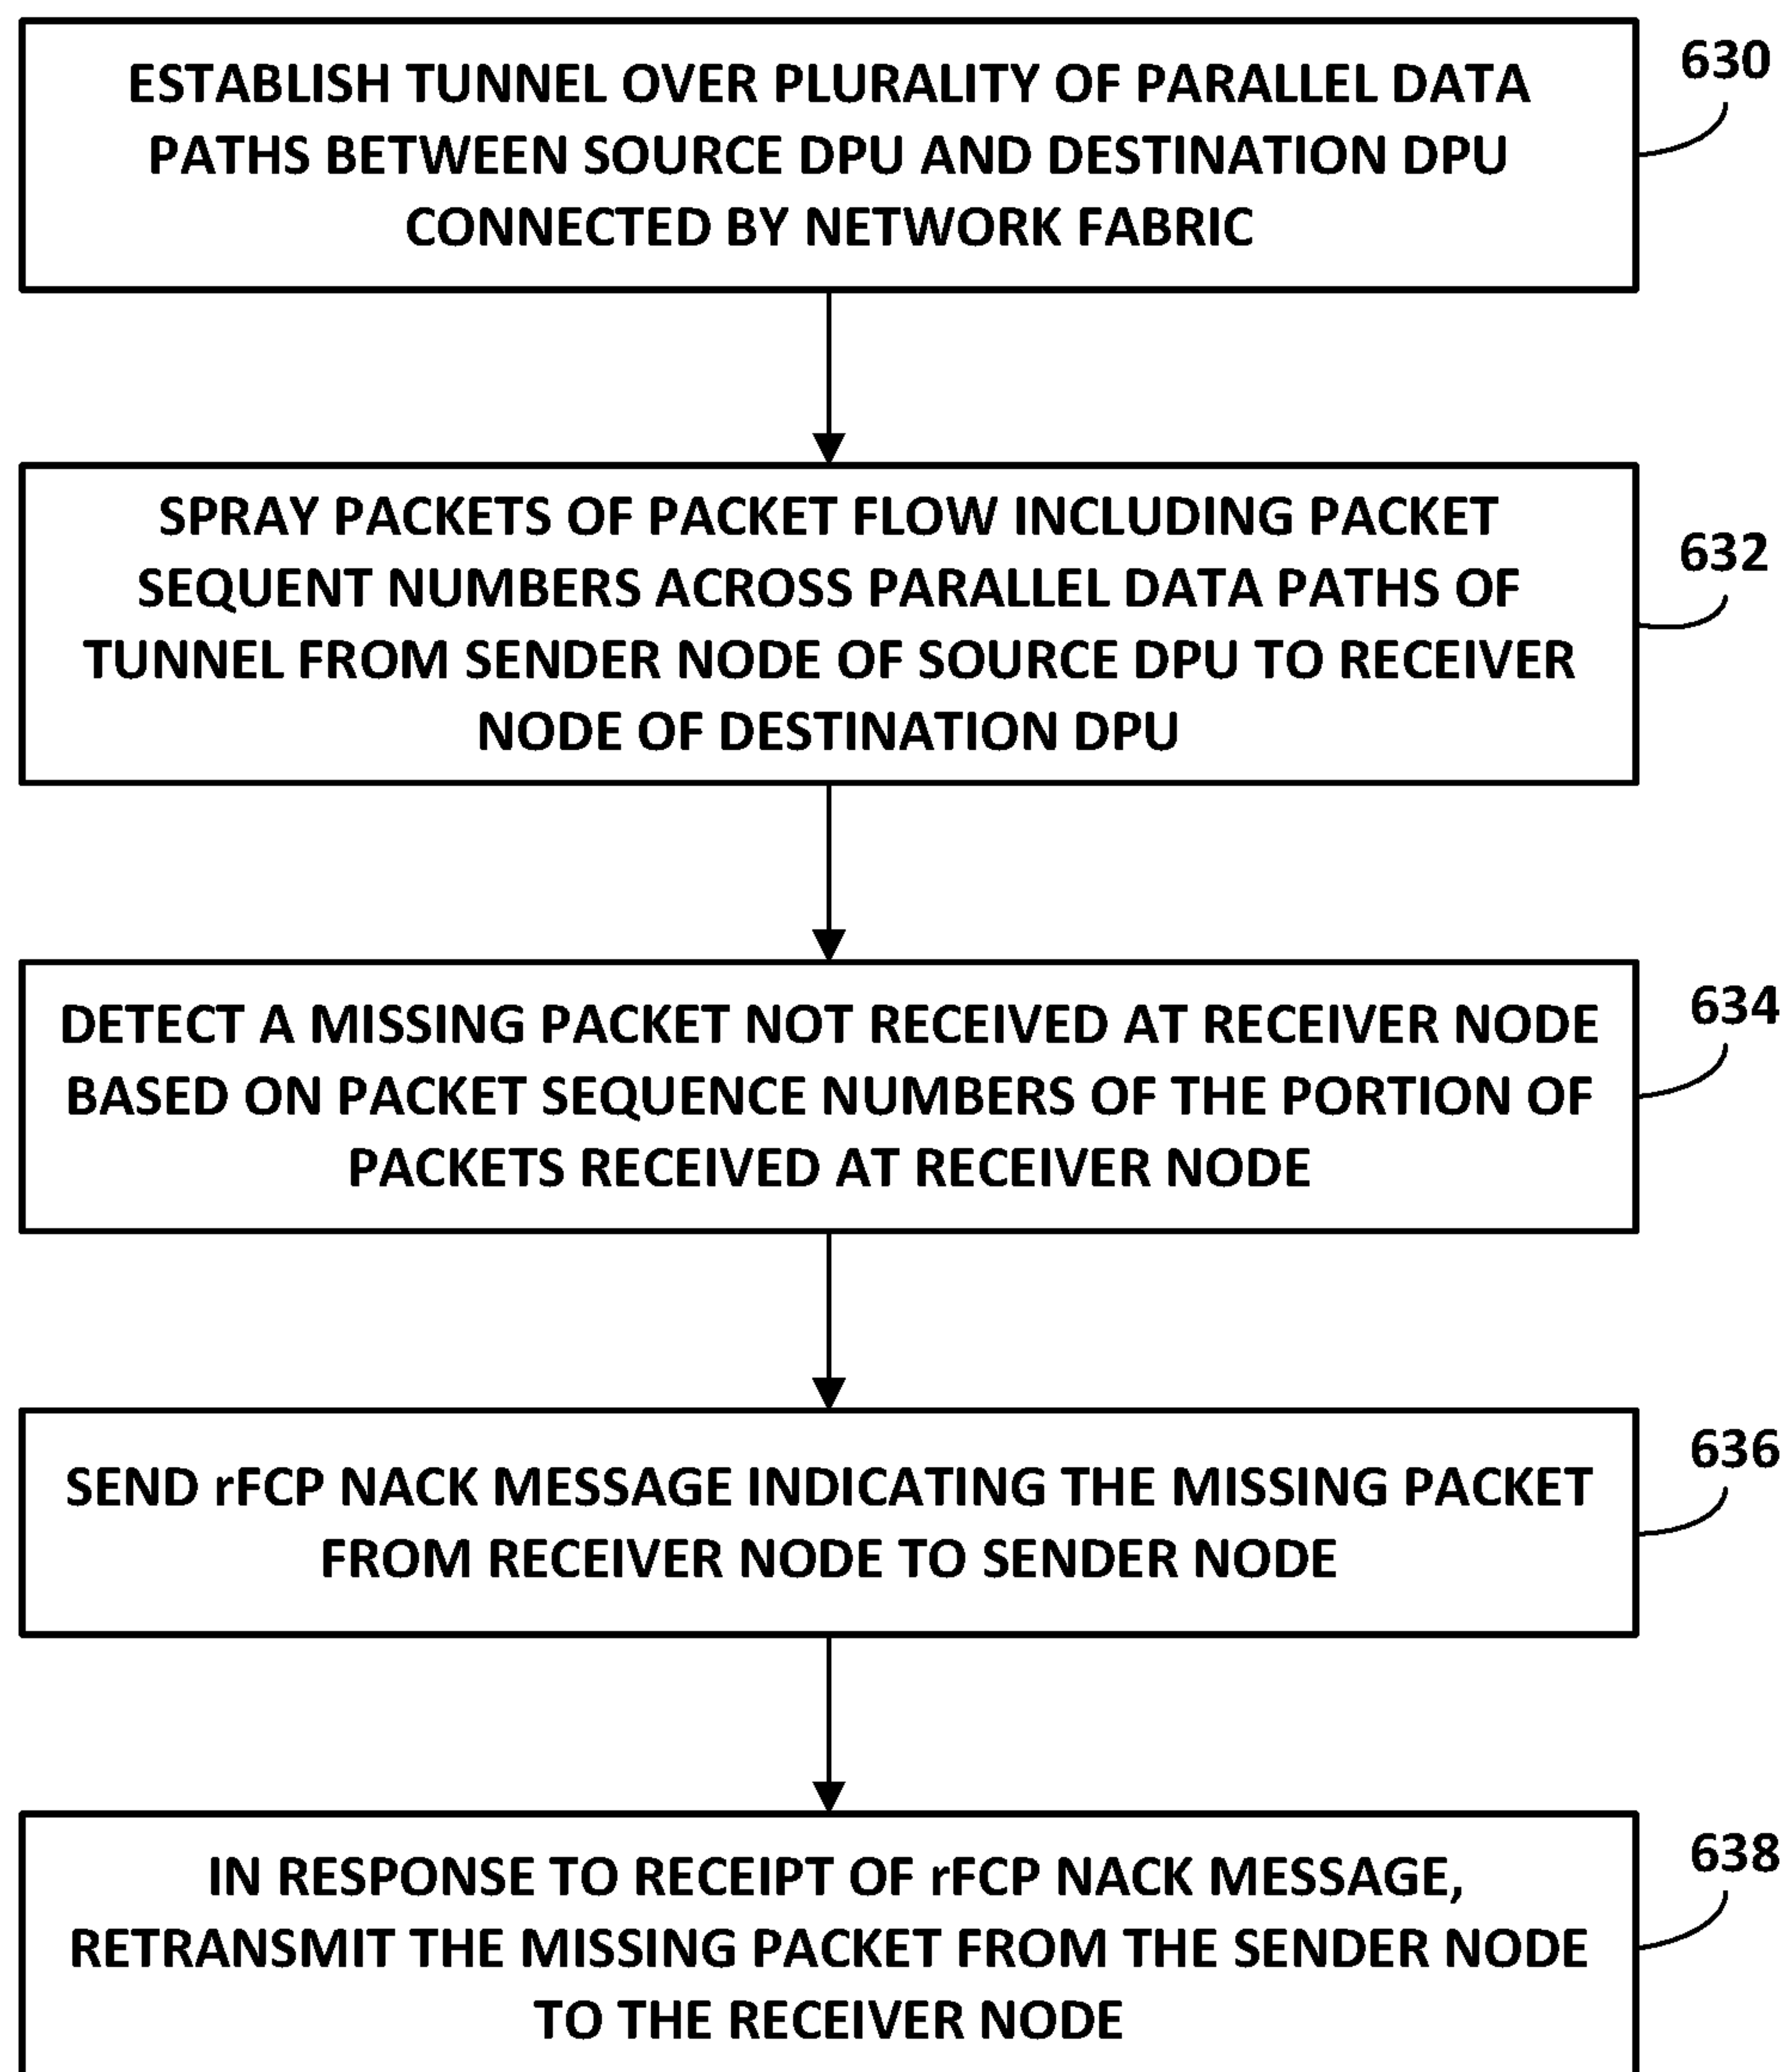 ESTABLISH TUNNEL OVER PLURALITY OF PARALLEL DATA
PATHS BETWEEN SOURCE DPU AND DESTINATION DPU
CONNECTED BY NETWORK FABRIC
630
SPRAY PACKETS OF PACKET FLOW INCLUDING PACKET
SEQUENT NUMBERS ACROSS PARALLEL DATA PATHS OF
TUNNEL FROM SENDER NODE OF SOURCE DPU TO RECEIVER
NODE OF DESTINATION DPU
632
DETECT A MISSING PACKET NOT RECEIVED AT RECEIVER NODE
BASED ON PACKET SEQUENCE NUMBERS OF THE PORTION OF
PACKETS RECEIVED AT RECEIVER NODE
634
SEND rFCP NACK MESSAGE INDICATING THE MISSING PACKET
FROM RECEIVER NODE TO SENDER NODE
636
IN RESPONSE TO RECEIPT OF rFCP NACK MESSAGE,
RETRANSMIT THE MISSING PACKET FROM THE SENDER NODE
TO THE RECEIVER NODE
638